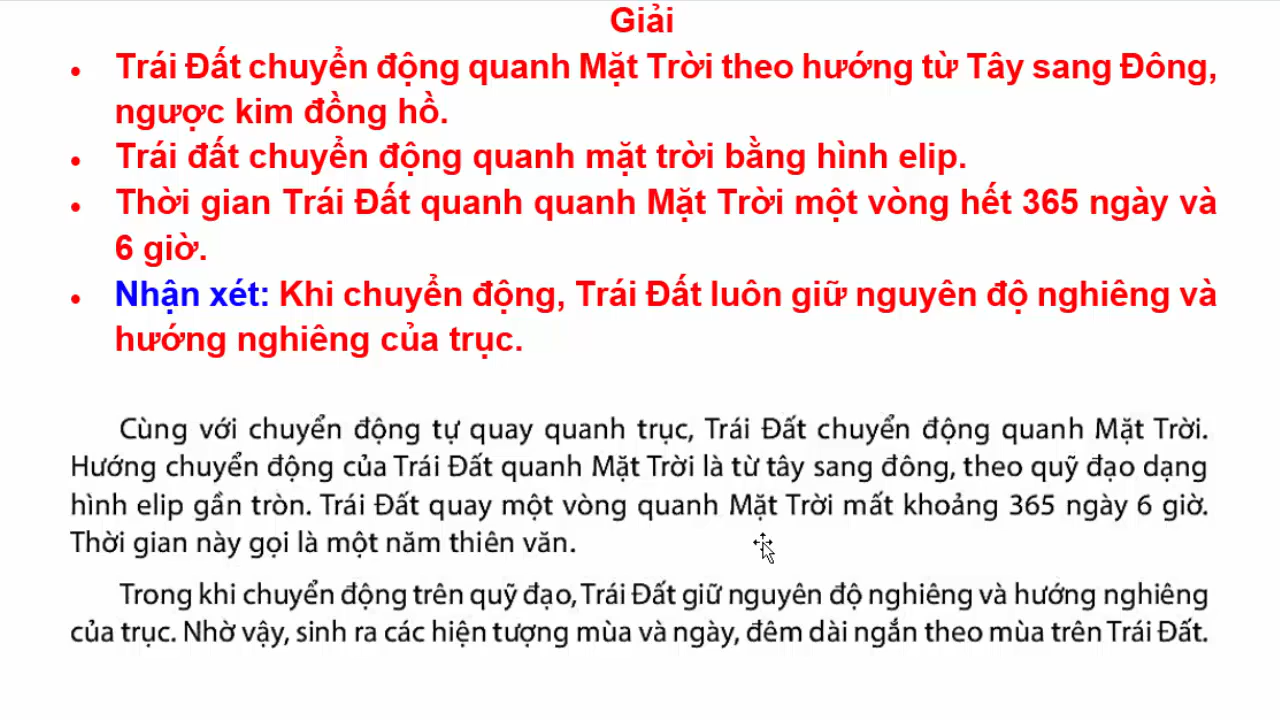 Giải
• Trái Đất chuyển động quanh Mặt Trời theo hướng từ Tây sang Đông,
ngược kim đồng hồ.
• Trái đất chuyển động quanh mặt trời bằng hình elip.
• Thời gian Trái Đất quanh quanh Mặt Trời một vòng hết 365 ngày và
6 giờ.
• Nhận xét: Khi chuyển động, Trái Đất luôn giữ nguyên độ nghiêng và
hướng nghiêng của trục.
Cùng với chuyển động tự quay quanh trục, Trái Đất chuyển động quanh Mặt Trời.
Hướng chuyển động của Trái Đất quanh Mặt Trời là từ tây sang đông, theo quỹ đạo dạng
hình elip gần tròn. Trái Đất quay một vòng quanh Mặt Trời mất khoảng 365 ngày 6 giờ.
Thời gian này gọi là một năm thiên văn.
Trong khi chuyển động trên quỹ đạo, Trái Đất giữ nguyên độ nghiêng và hướng nghiêng
của trục. Nhờ vậy, sinh ra các hiện tượng mùa và ngày, đêm dài ngắn theo mùa trên Trái Đất.